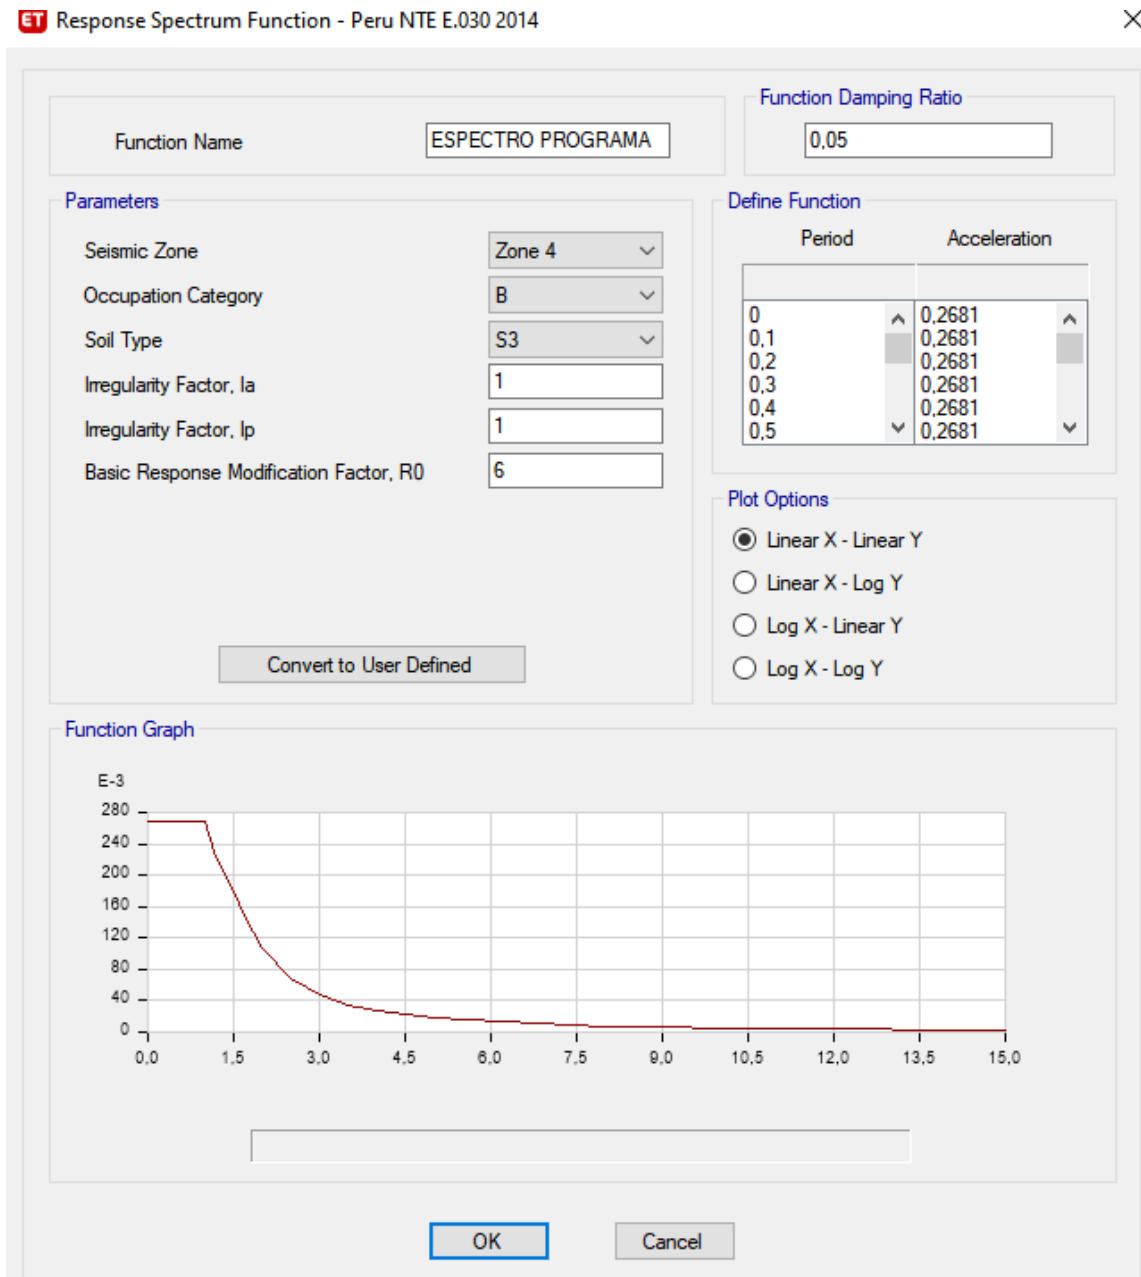 ET Response Spectrum Function - Peru NTE E.030 2014
Function Name ESPECTRO PROGRAMA
Function Damping Ratio
0,05
Parameters
Seismic Zone Zone 4
Occupation Category B
Soil Type S3
Irregularity Factor, Ia 1
Irregularity Factor, Ip 1
Basic Response Modification Factor, R0 6
Convert to User Defined
Define Function
Period Acceleration
0 0,2681
0,1 0,2681
0,2 0,2681
0,3 0,2681
0,4 0,2681
0,5 0,2681
Plot Options
Linear X - Linear Y
Linear X - Log Y
Log X - Linear Y
Log X - Log Y
Function Graph
E-3
280
240
200
160
120
80
40
0
0,0 1,5 3,0 4,5 6,0 7,5 9,0 10,5 12,0 13,5 15,0
OK Cancel